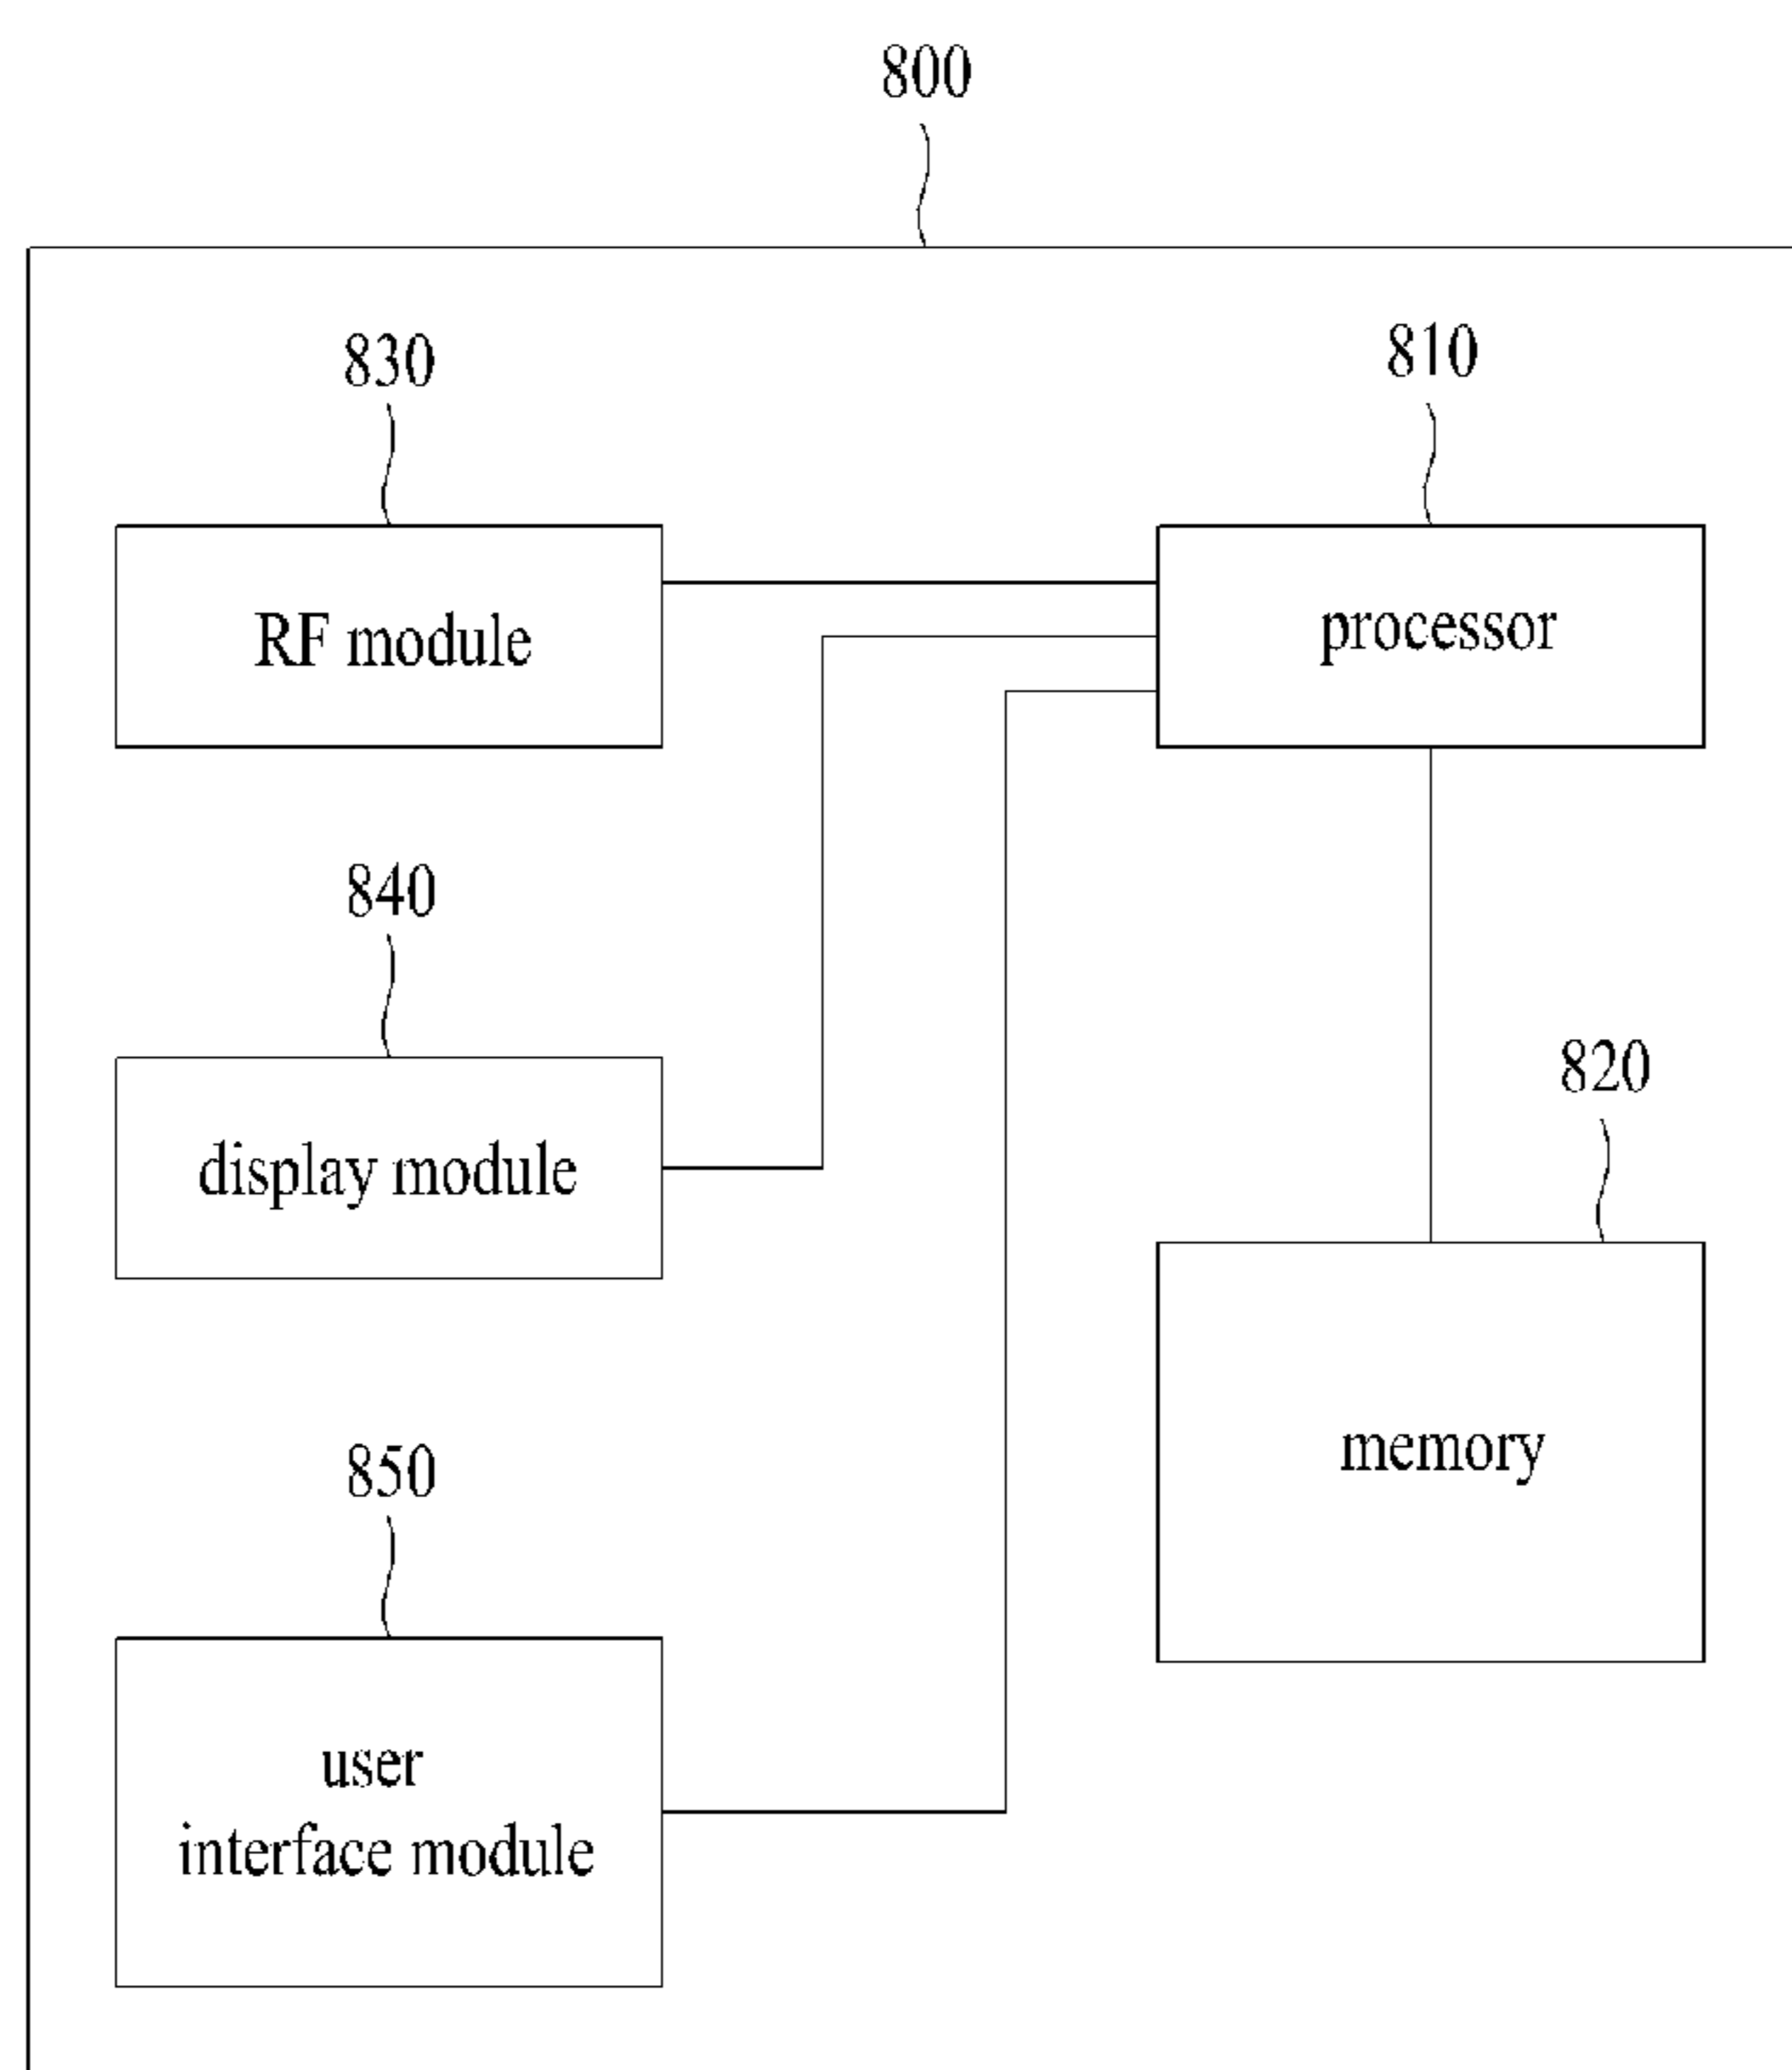 800
830
810
RF module
processor
840
820
display module
memory
850
user
interface module